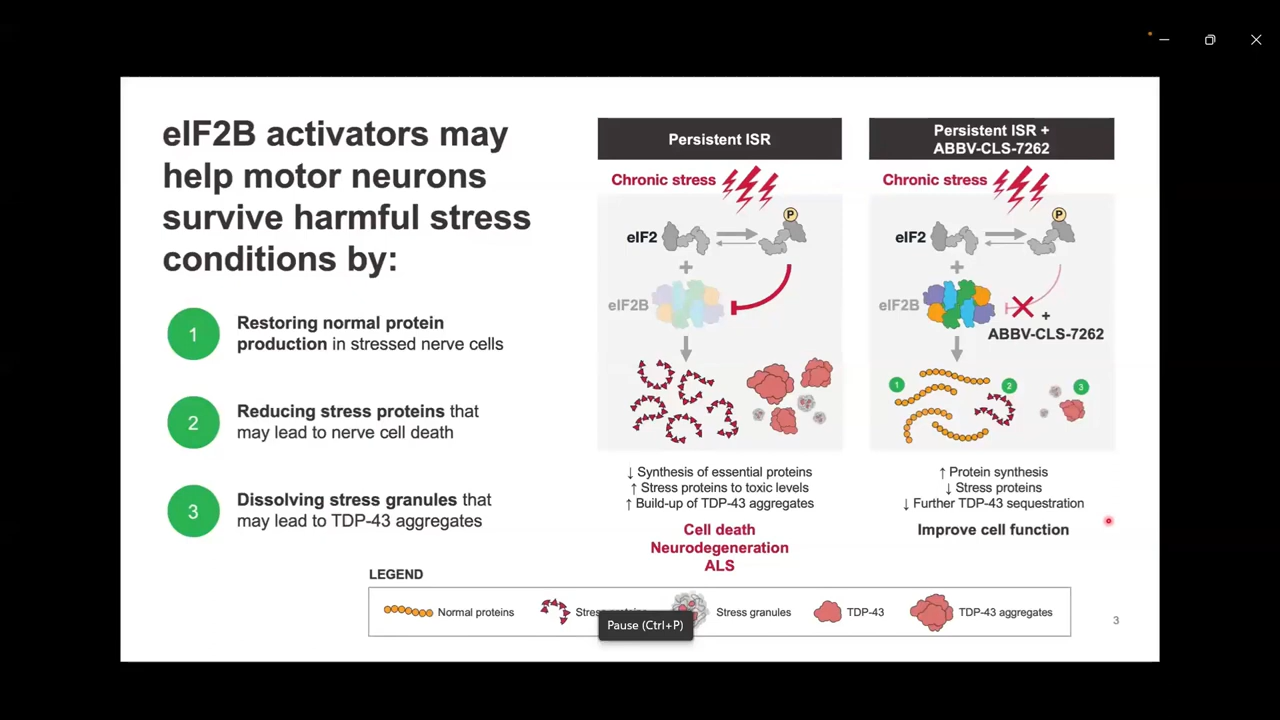 eIF2B activators may
help motor neurons
survive harmful stress
conditions by:
1
Restoring normal protein
production in stressed nerve cells
2
Reducing stress proteins that
may lead to nerve cell death
3
Dissolving stress granules that
may lead to TDP-43 aggregates
Persistent ISR
Chronic stress
P
eIF2
+
eIF2B
↓ Synthesis of essential proteins
↑ Stress proteins to toxic levels
↑ Build-up of TDP-43 aggregates
Cell death
Neurodegeneration
ALS
Persistent ISR +
ABBV-CLS-7262
Chronic stress
P
eIF2
+
eIF2B
+
ABBV-CLS-7262
1
2
3
↑ Protein synthesis
↓ Stress proteins
↓ Further TDP-43 sequestration
Improve cell function
LEGEND
Normal proteins
Stress
Stress granules
TDP-43
TDP-43 aggregates
Pause (Ctrl+P)
3